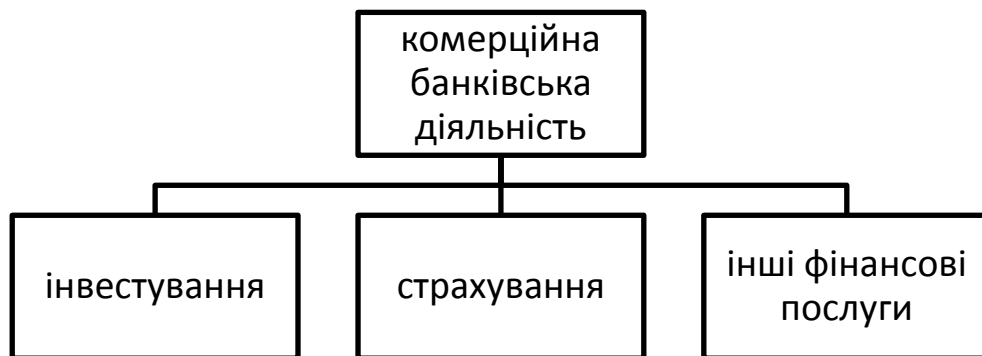 комерційна
банківська
діяльність
інвестування
страхування
інші фінансові
послуги